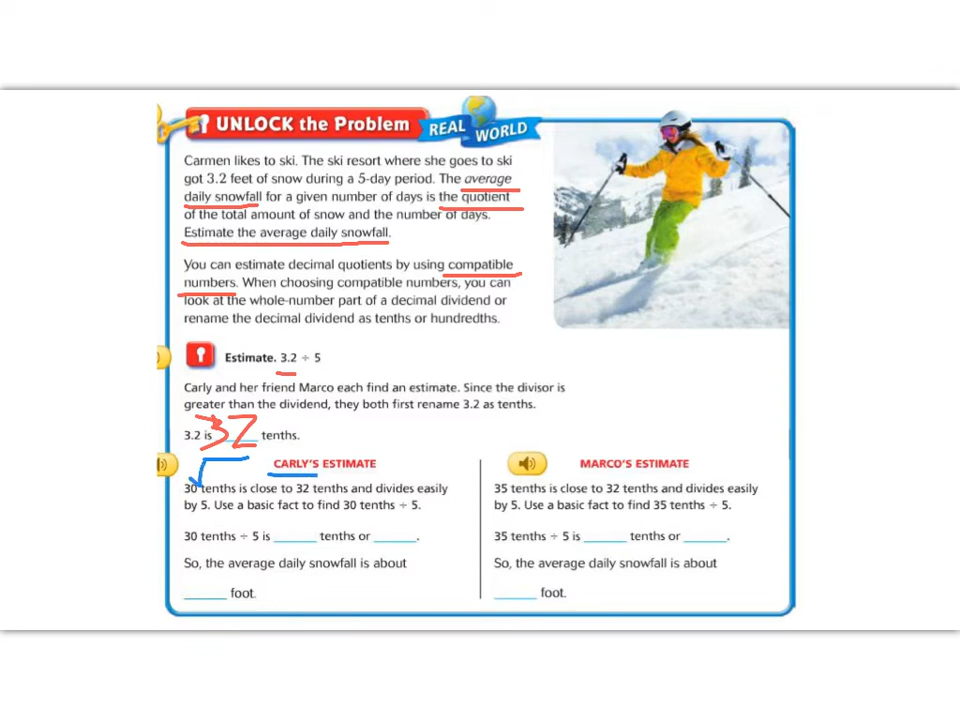 UNLOCK the Problem REAL WORLD
Carmen likes to ski. The ski resort where she goes to ski
got 3.2 feet of snow during a 5-day period. The average
daily snowfall for a given number of days is the quotient
of the total amount of snow and the number of days.
Estimate the average daily snowfall.
You can estimate decimal quotients by using compatible
numbers. When choosing compatible numbers, you can
look at the whole-number part of a decimal dividend or
rename the decimal dividend as tenths or hundredths.
Estimate. 3.2 ÷ 5
Carly and her friend Marco each find an estimate. Since the divisor is
greater than the dividend, they both first rename 3.2 as tenths.
3.2 is 32 tenths.
CARLY'S ESTIMATE
30 tenths is close to 32 tenths and divides easily
by 5. Use a basic fact to find 30 tenths ÷ 5.
30 tenths ÷ 5 is ______ tenths or ______.
So, the average daily snowfall is about
______ foot.
MARCO'S ESTIMATE
35 tenths is close to 32 tenths and divides easily
by 5. Use a basic fact to find 35 tenths ÷ 5.
35 tenths ÷ 5 is ______ tenths or ______.
So, the average daily snowfall is about
______ foot.